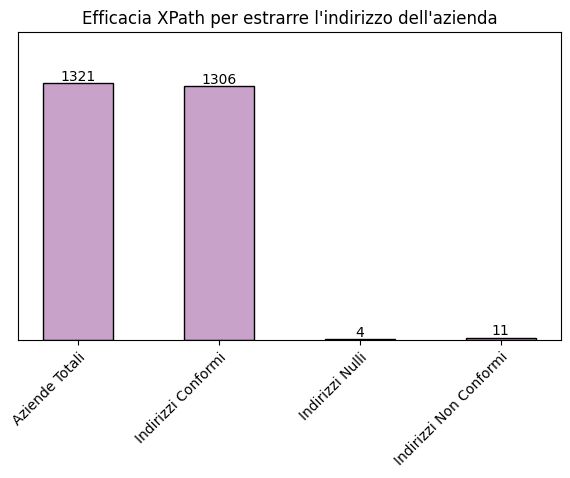 Efficacia XPath per estrarre l'indirizzo dell'azienda
1321
1306
4
11
Aziende Totali
Indirizzi Conformi
Indirizzi Nulli
Indirizzi Non Conformi